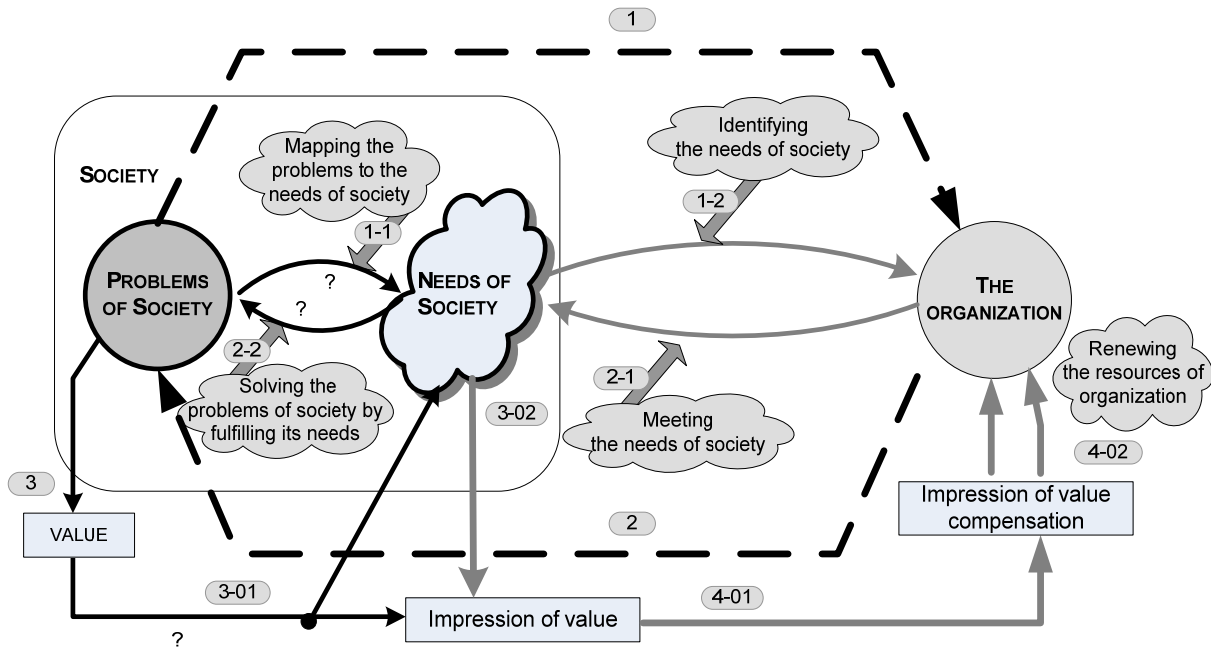 1
Identifying
the needs of society
Mapping the
problems to the
needs of society
SOCIETY
1-2
1-1
PROBLEMS
OF SOCIETY
?
?
NEEDS OF
SOCIETY
THE
ORGANIZATION
2-2
Solving the
problems of society by
fulfilling its needs
2-1
Meeting
the needs of society
Renewing
the resources of
organization
3-02
4-02
3
VALUE
2
Impression of value
compensation
3-01
?
Impression of value
4-01